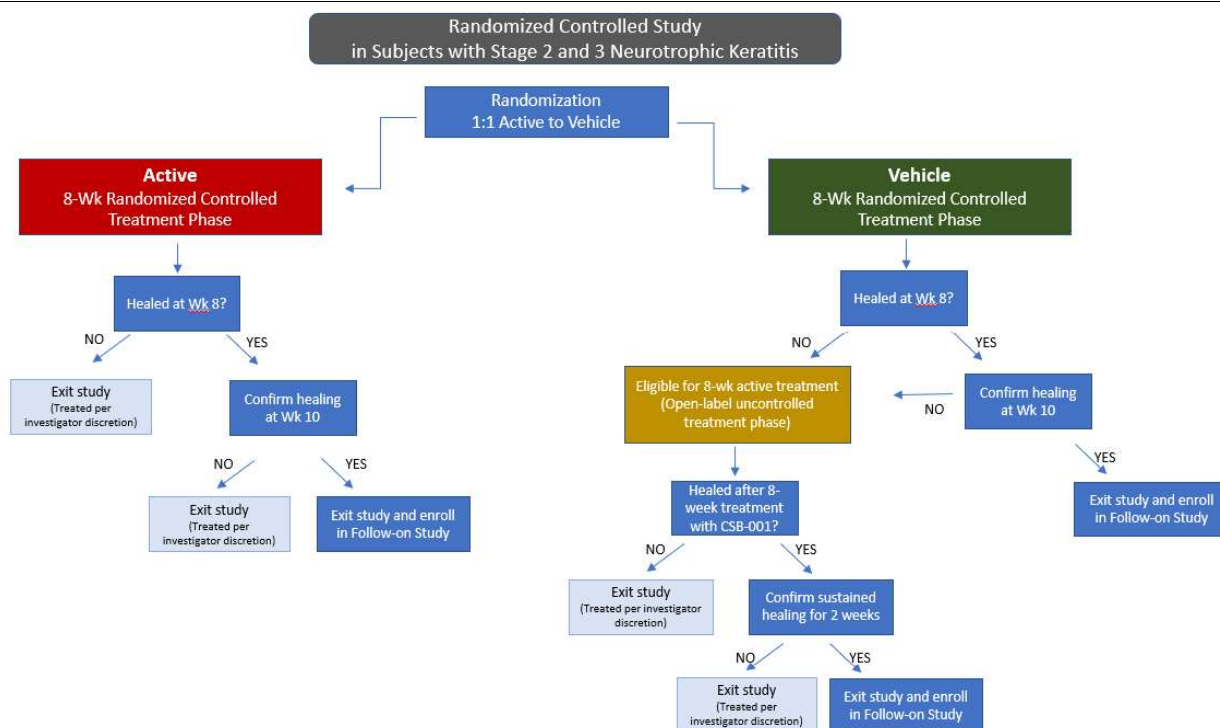 Randomized Controlled Study
in Subjects with Stage 2 and 3 Neurotrophic Keratitis
Randomization
1:1 Active to Vehicle
Active
8-Wk Randomized Controlled
Treatment Phase
Vehicle
8-Wk Randomized Controlled
Treatment Phase
Healed at Wk 8?
Healed at Wk 8?
NO
YES
NO
YES
Exit study
(Treated per
investigator discretion)
Confirm healing
at Wk 10
Eligible for 8-wk active treatment
(Open-label uncontrolled
treatment phase)
NO
Confirm healing
at Wk 10
NO
YES
YES
Exit study
(Treated per
investigator discretion)
Exit study and enroll
in Follow-on Study
Healed after 8-
week treatment
with CSB-001?
Exit study and enroll
in Follow-on Study
NO
YES
Exit study
(Treated per investigator
discretion)
Confirm sustained
healing for 2 weeks
NO
YES
Exit study
(Treated per
investigator discretion)
Exit study and enroll
in Follow-on Study